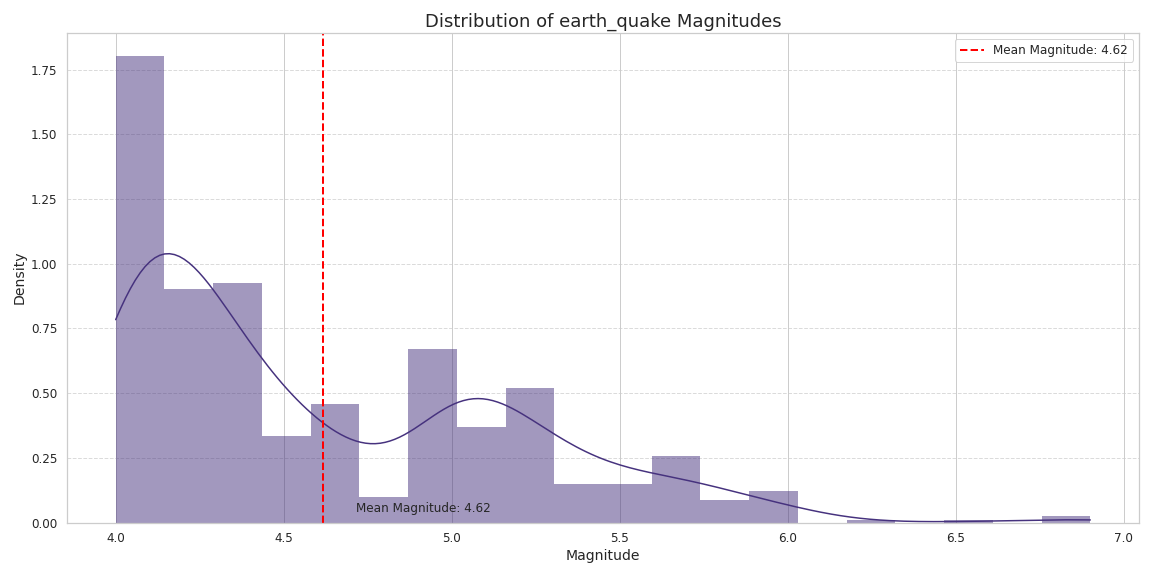 Distribution of earth_quake Magnitudes
Mean Magnitude: 4.62
Density
1.75
1.50
1.25
1.00
0.75
0.50
0.25
0.00
Mean Magnitude: 4.62
4.0 4.5 5.0 5.5 6.0 6.5 7.0
Magnitude